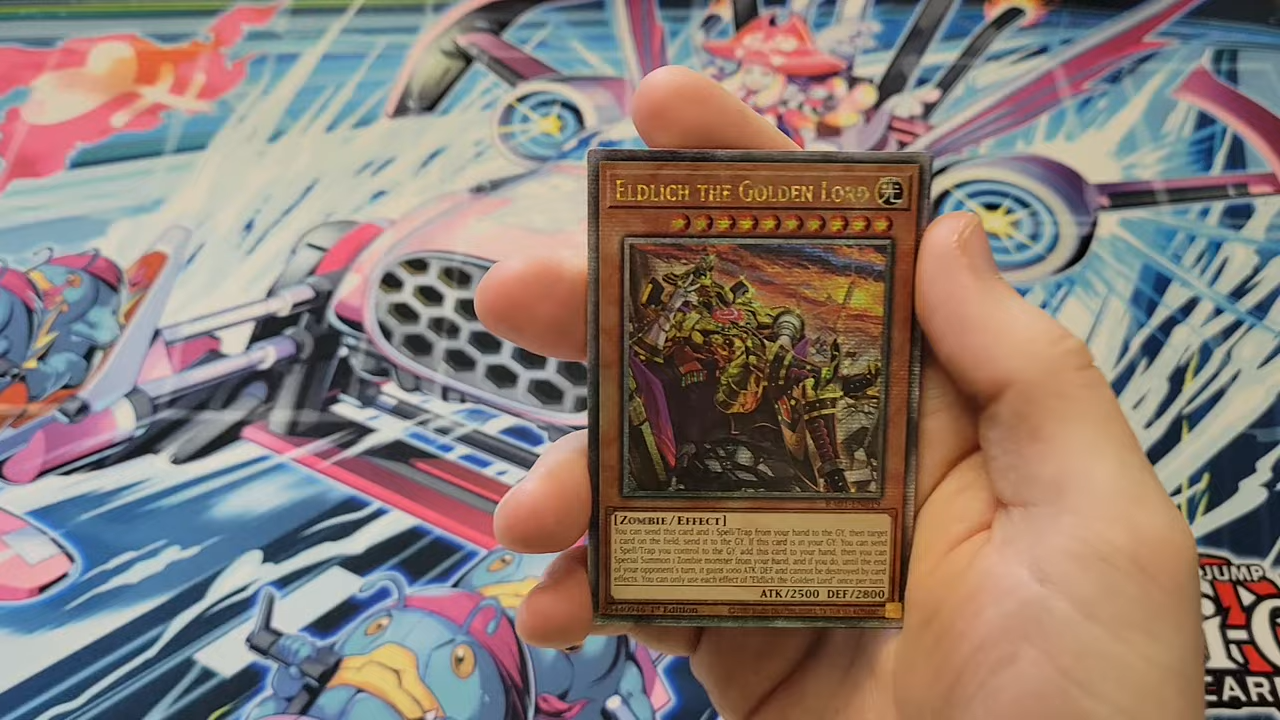 ELDLICH THE GOLDEN LORD
光
RA01-EN019
[ZOMBIE/EFFECT]
You can send this card and 1 Spell/Trap from your hand to the GY, then target
1 card on the field; send it to the GY. If this card is in your GY: You can send
1 Spell/Trap you control to the GY, add this card to your hand, then you can
Special Summon 1 Zombie monster from your hand, and if you do, until the end
of your opponent's turn, it gains 1000 ATK/DEF and cannot be destroyed by card
effects. You can only use each effect of "Eldlich the Golden Lord" once per turn.
ATK/2500 DEF/2800
95440946 1st Edition
JUMP